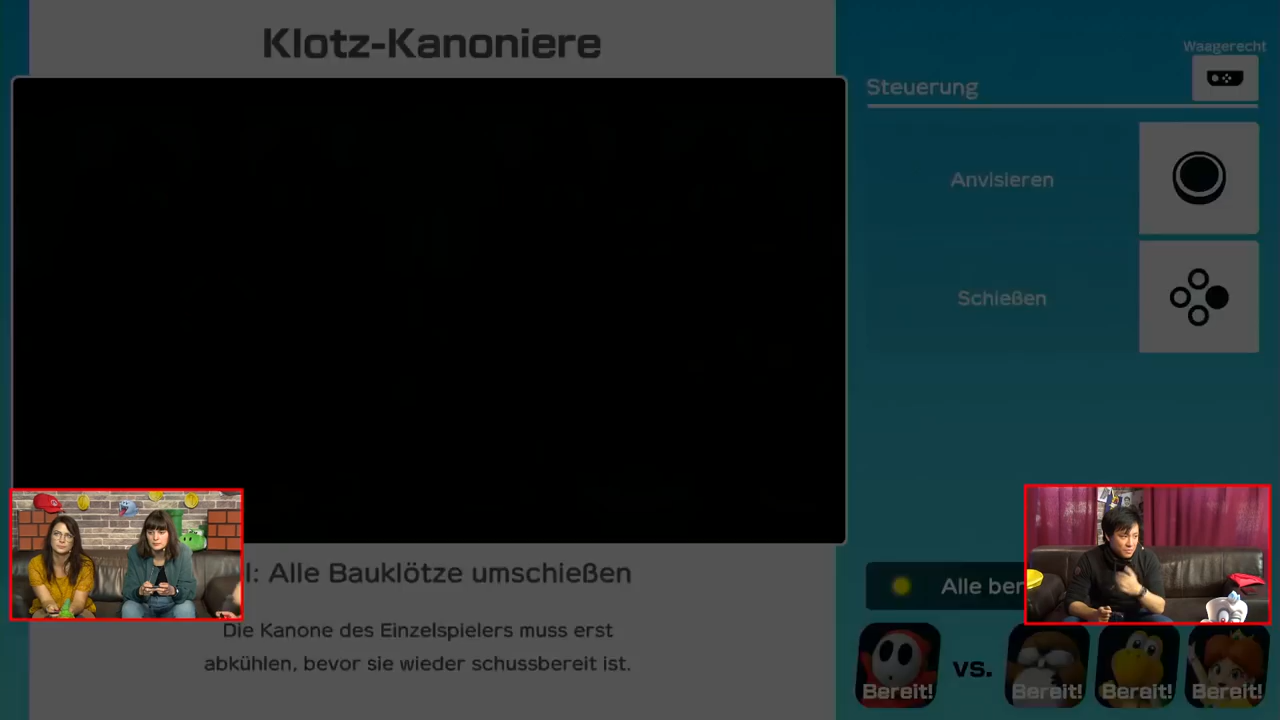 Klotz-Kanoniere
Waagerecht
Steuerung
Anvisieren
Schießen
l: Alle Bauklötze umschießen
Die Kanone des Einzelspielers muss erst
abkühlen, bevor sie wieder schussbereit ist.
Alle ber
Bereit!
vs.
Bereit!
Bereit!
Bereit!